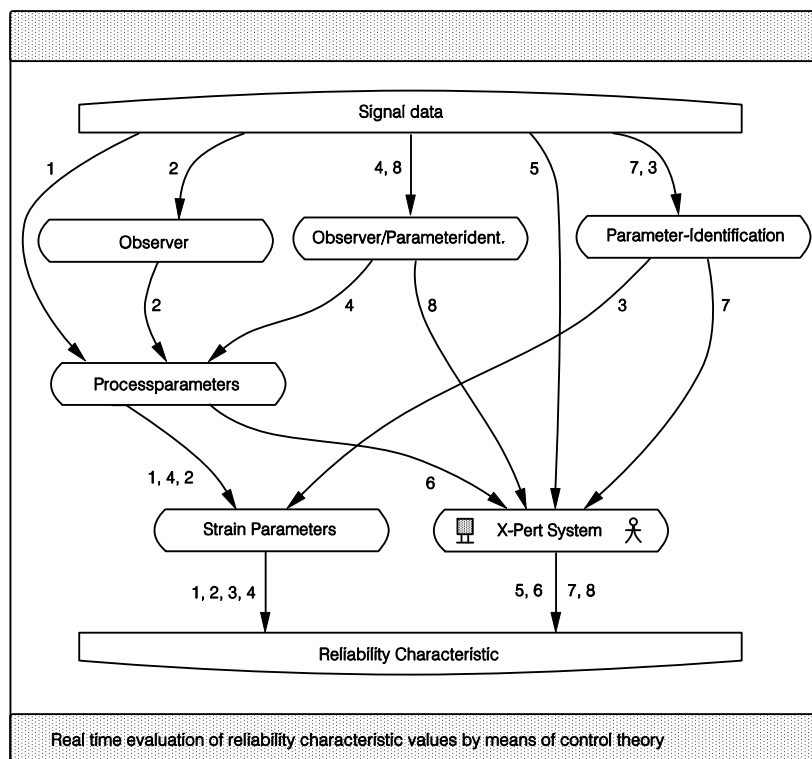 Signal data
1
2
4, 8
5
7, 3
Observer
Observer/Parameterident.
Parameter-Identification
2
4
8
3
7
Processparameters
1, 4, 2
6
Strain Parameters
X-Pert System
1, 2, 3, 4
5, 6
7, 8
Reliability Characteristic
Real time evaluation of reliability characteristic values by means of control theory